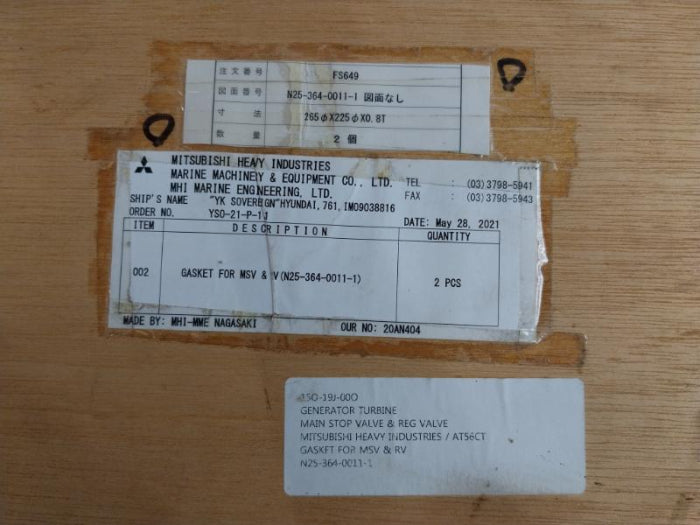 注文番号 FS649
図面番号 N25-364-0011-1 図面なし
寸法 265φX225φX0.8T
数量 2 個
MITSUBISHI HEAVY INDUSTRIES
MARINE MACHINERY & EQUIPMENT CO., LTD. TEL : (03)3798-5941
MHI MARINE ENGINEERING, LTD. FAX : (03)3798-5943
SHIP'S NAME "YK SOVEREIGN"HYUNDAI, 761, IMO9038816
ORDER NO. YSO-21-P-1J DATE: May 28, 2021
ITEM DESCRIPTION QUANTITY
002 GASKET FOR MSV & RV(N25-364-0011-1) 2 PCS
MADE BY: MHI-MME NAGASAKI OUR NO: 20AN404
150-19J-00O
GENERATOR TURBINE
MAIN STOP VALVE & REG VALVE
MITSUBISHI HEAVY INDUSTRIES / AT56CT
GASKET FOR MSV & RV
N25-364-0011-1